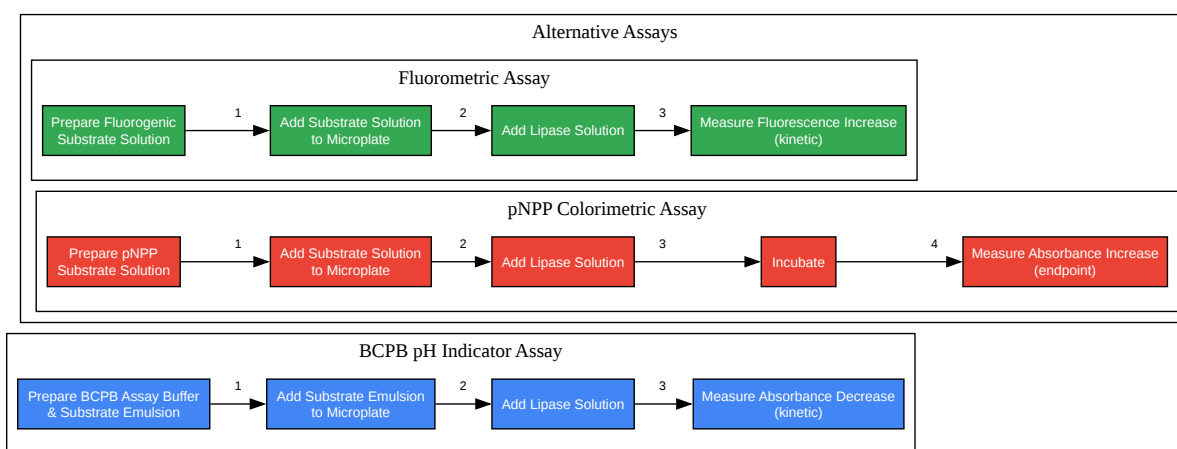 Alternative Assays
Fluorometric Assay
Prepare Fluorogenic
Substrate Solution
1
Add Substrate Solution
to Microplate
2
Add Lipase Solution
3
Measure Fluorescence Increase
(kinetic)
pNPP Colorimetric Assay
Prepare pNPP
Substrate Solution
1
Add Substrate Solution
to Microplate
2
Add Lipase Solution
3
Incubate
4
Measure Absorbance Increase
(endpoint)
BCPB pH Indicator Assay
Prepare BCPB Assay Buffer
& Substrate Emulsion
1
Add Substrate Emulsion
to Microplate
2
Add Lipase Solution
3
Measure Absorbance Decrease
(kinetic)